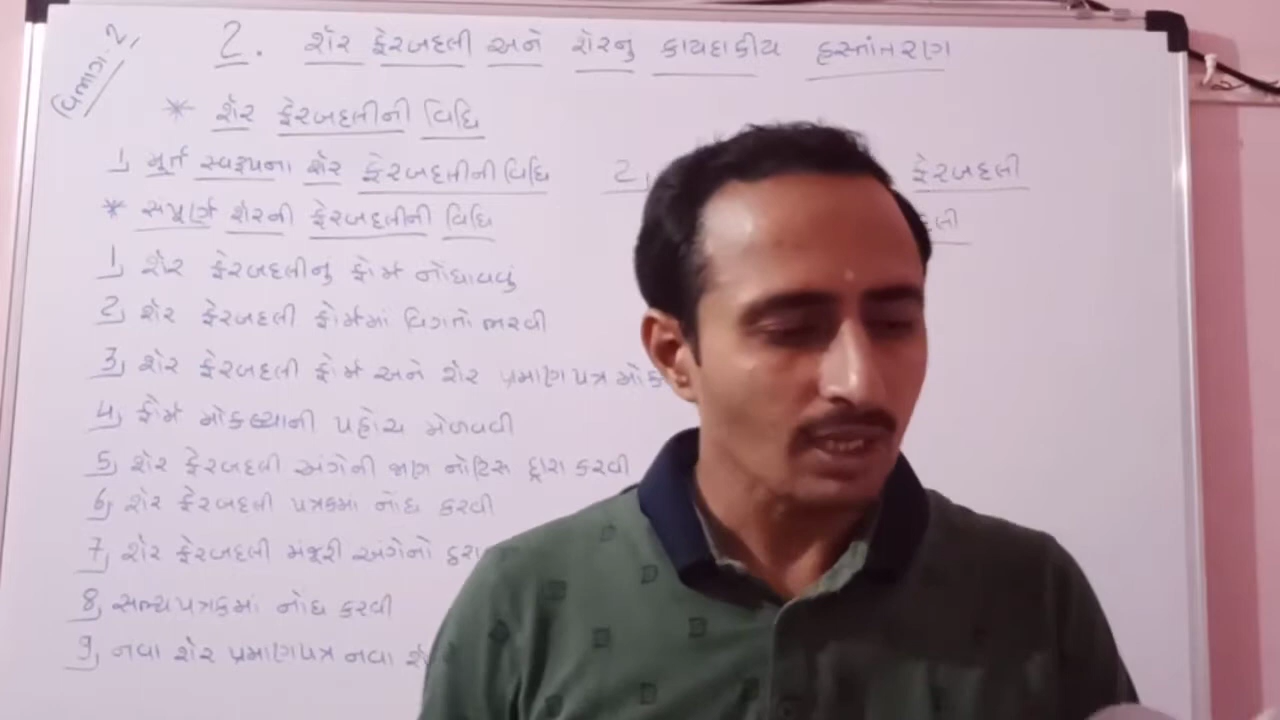 વિભાગ-2
2. શેર ફેરબદલી અને શેરનું કાયદાકીય હસ્તાંતરણ
* શેર ફેરબદલીની વિધિ
1, મૂર્ત સ્વરૂપના શેર ફેરબદલીની વિધિ
2, ફેરબદલી
* સંપૂર્ણ શેરની ફેરબદલીની વિધિ
1, શેર ફેરબદલીનું ફોર્મ નોંધાવવું
2, શેર ફેરબદલી ફોર્મમાં વિગતો ભરવી
3, શેર ફેરબદલી ફોર્મ અને શેર પ્રમાણપત્ર
4, ફોર્મ મોકલ્યાની પહોંચ મેળવવી
5, શેર ફેરબદલી અંગેની જાણ નોટિસ દ્વારા કરવી
6, શેર ફેરબદલી પત્રકમાં નોંધ કરવી
7, શેર ફેરબદલી મંજૂરી અંગેનો
8, સભ્યપત્રકમાં નોંધ કરવી
9, નવા શેર પ્રમાણપત્ર નવા